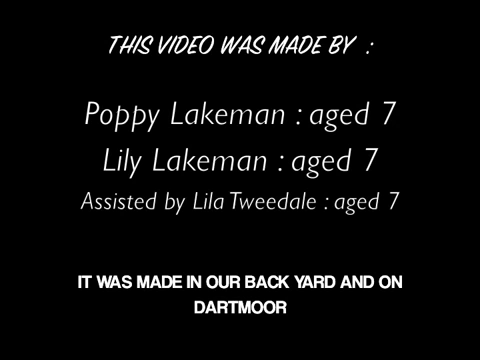 THIS VIDEO WAS MADE BY :
Poppy Lakeman : aged 7
Lily Lakeman : aged 7
Assisted by Lila Tweedale : aged 7
IT WAS MADE IN OUR BACK YARD AND ON
DARTMOOR